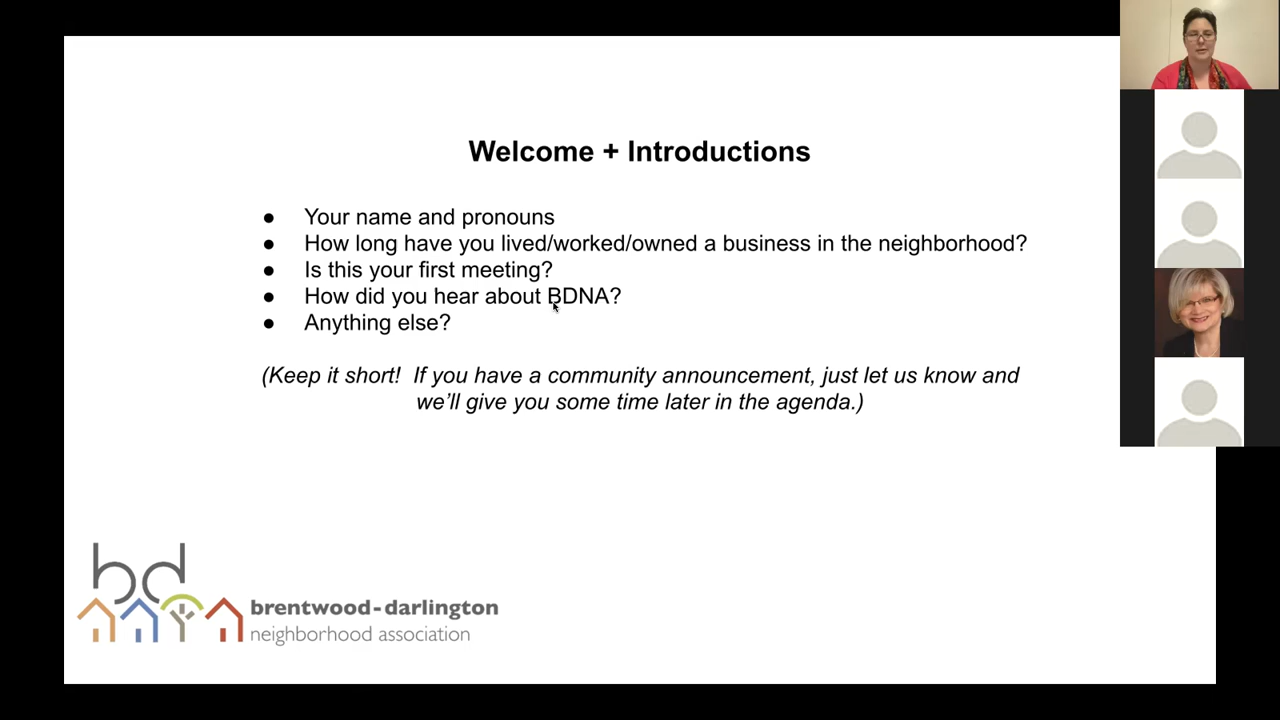 Welcome + Introductions
● Your name and pronouns
● How long have you lived/worked/owned a business in the neighborhood?
● Is this your first meeting?
● How did you hear about BDNA?
● Anything else?
(Keep it short!  If you have a community announcement, just let us know and
we’ll give you some time later in the agenda.)
bd
brentwood-darlington
neighborhood association